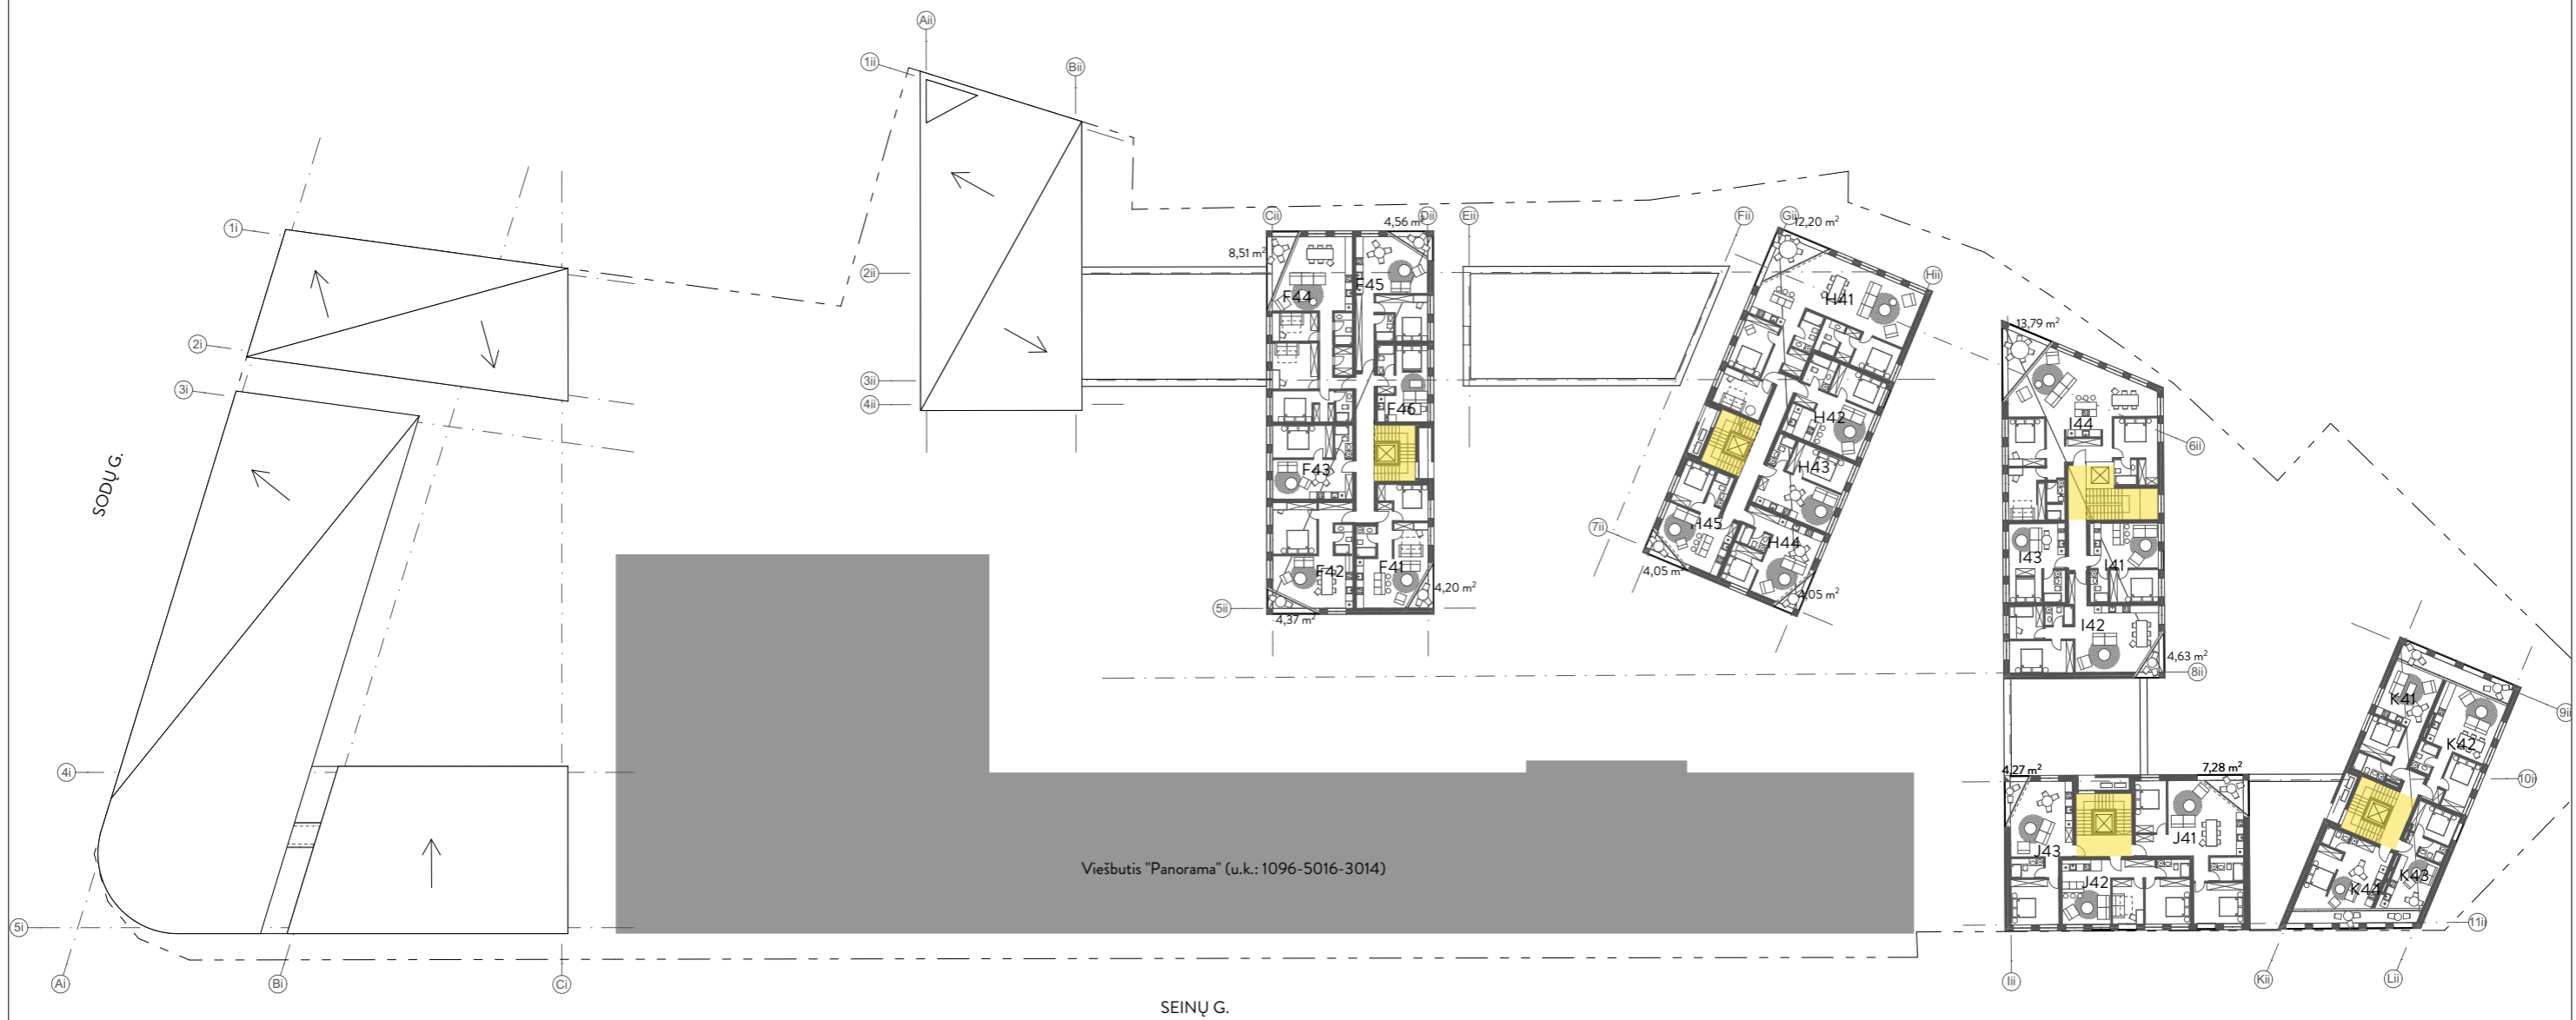 Aii
1ii
Bii
1i
Cii
4,56 m²
Dii
Eii
Fii
Gii
12,20 m²
8,51 m²
2ii
Hii
F44
F45
H41
13,79 m²
2i
3i
3ii
4ii
F46
H42
I44
6ii
SODŲ G.
F43
H43
7ii
H45
H44
I43
I41
F42
F41
4,05 m²
4,20 m²
4,05 m²
5ii
4,37 m²
I42
4,63 m²
8ii
K41
9ii
K42
4i
4,27 m²
7,28 m²
10ii
Viešbutis "Panorama" (u.k.: 1096-5016-3014)
J43
J41
J42
K44
K43
5i
11ii
Ai
Bi
Ci
Iii
Kii
Lii
SEINŲ G.